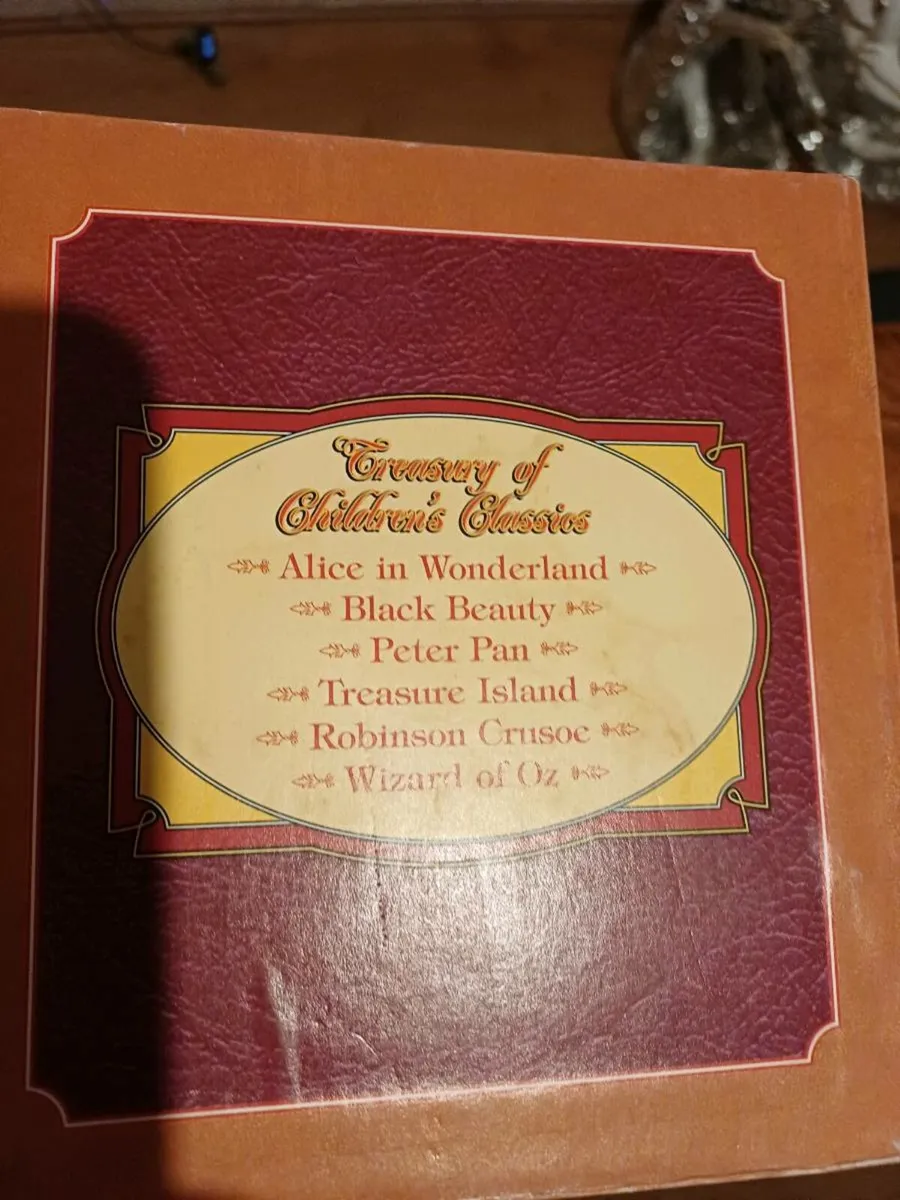 Treasury of
Children's Classics
Alice in Wonderland
Black Beauty
Peter Pan
Treasure Island
Robinson Crusoe
Wizard of Oz